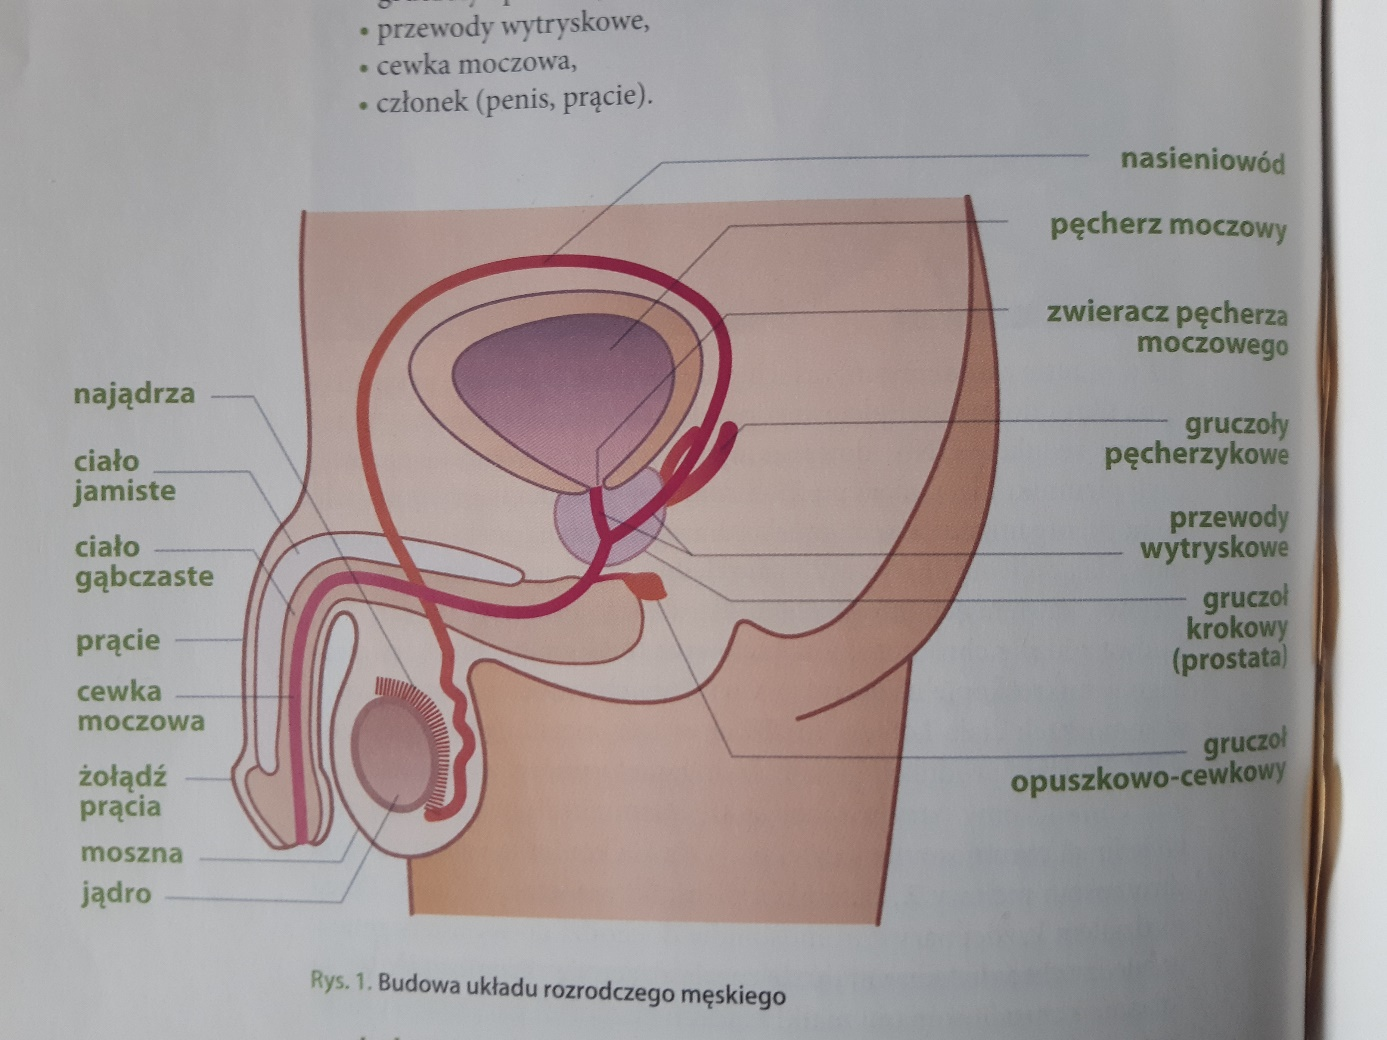 • przewody wytryskowe,
• cewka moczowa,
• członek (penis, prącie).
nasieniowód
pęcherz moczowy
zwieracz pęcherza
moczowego
gruczoły
pęcherzykowe
przewody
wytryskowe
gruczoł
krokowy
(prostata)
gruczoł
opuszkowo-cewkowy
najądrza
ciało
jamiste
ciało
gąbczaste
prącie
cewka
moczowa
żołądź
prącia
moszna
jądro
Rys. 1. Budowa układu rozrodczego męskiego